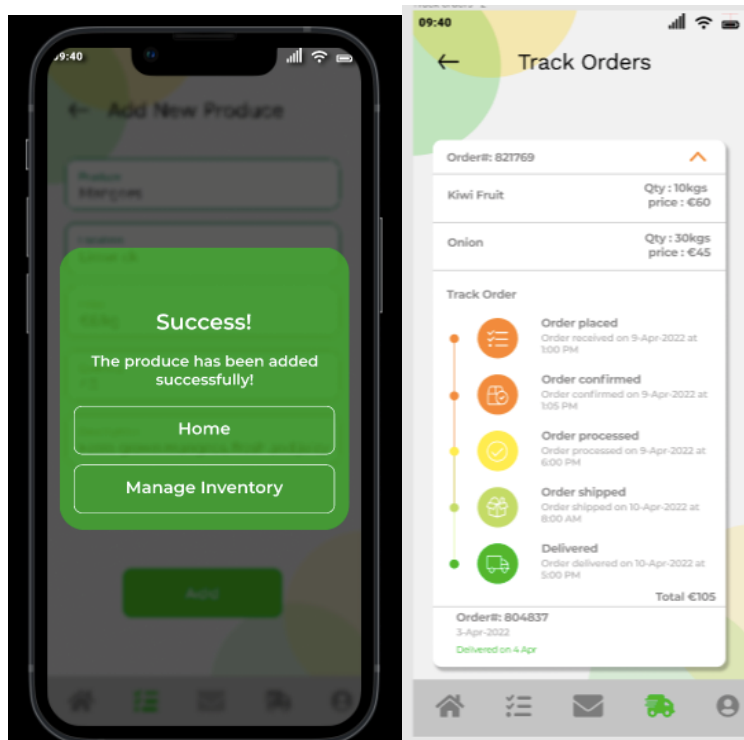 9:40
Add New Produce
Produce
Mangoes
Success!
The produce has been added
successfully!
Home
Manage Inventory
Add
09:40
Track Orders
Order#: 821769
Kiwi Fruit
Qty : 10kgs
price : €60
Onion
Qty : 30kgs
price : €45
Track Order
Order placed
Order received on 9-Apr-2022 at
1:00 PM
Order confirmed
Order confirmed on 9-Apr-2022 at
1:05 PM
Order processed
Order processed on 9-Apr-2022 at
6:00 PM
Order shipped
Order shipped on 10-Apr-2022 at
8:00 AM
Delivered
Order delivered on 10-Apr-2022 at
5:00 PM
Total €105
Order#: 804837
3-Apr-2022
Delivered on 4 Apr